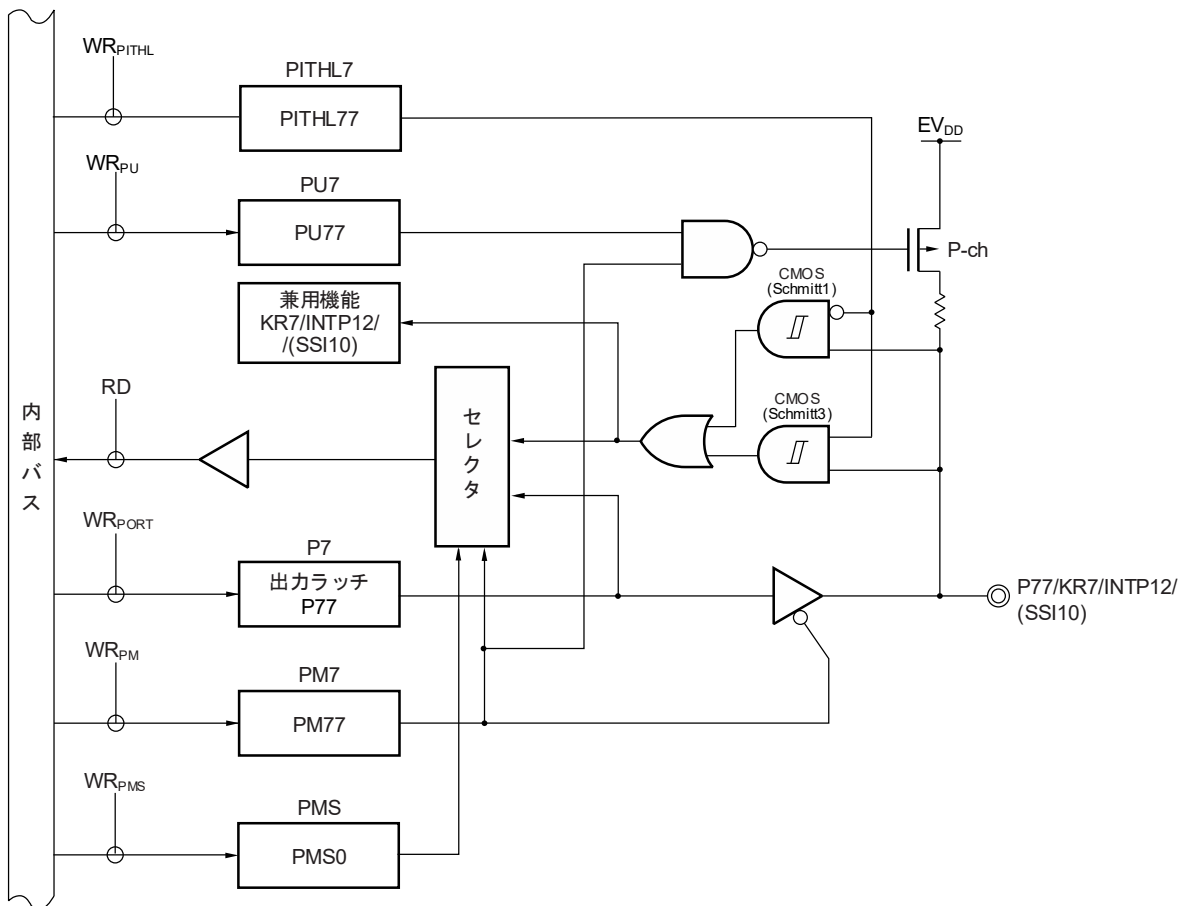 WRPITHL
PITHL7
PITHL77
EVDD
WRPU
PU7
PU77
P-ch
CMOS
(Schmitt1)
兼用機能
KR7/INTP12/
/(SSI10)
RD
セレクタ
CMOS
(Schmitt3)
内部バス
WRPORT
P7
出力ラッチ
P77
P77/KR7/INTP12/
(SSI10)
WRPM
PM7
PM77
WRPMS
PMS
PMS0